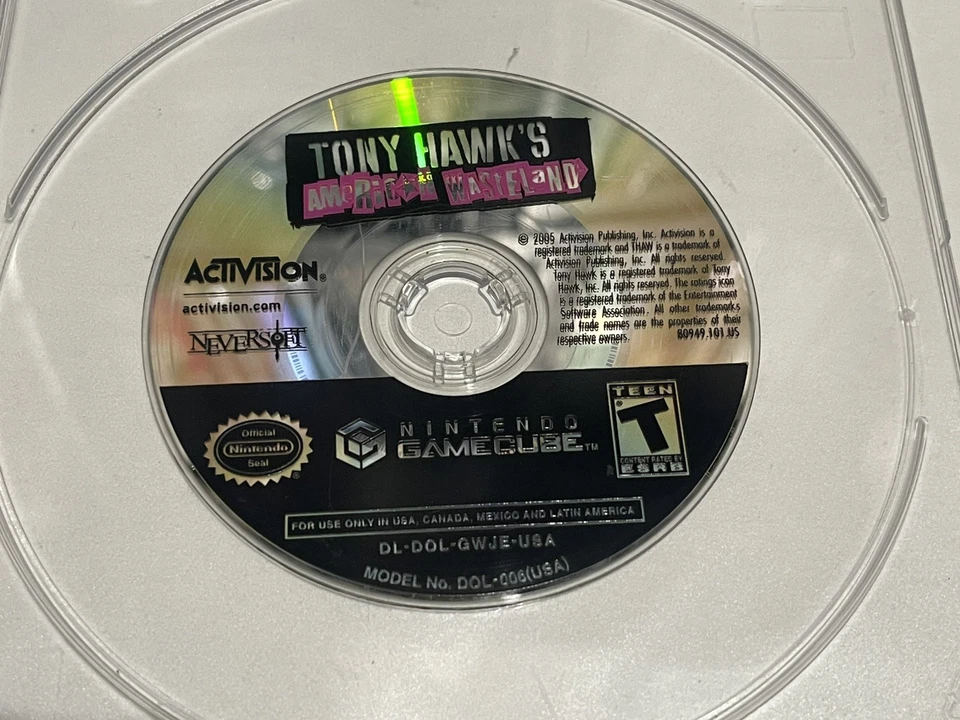 TONY HAWK'S
AMERICAN WASTELAND
© 2005 Activision Publishing, Inc. Activision is a
registered trademark and THAW is a trademark of
Activision Publishing, Inc. All rights reserved.
Tony Hawk is a registered trademark of Tony
Hawk, Inc. All rights reserved. The ratings icon
is a registered trademark of the Entertainment
Software Association. All other trademarks
and trade names are the properties of their
respective owners. 80949.101.US
ACTIVISION®
activision.com
NEVERSOFT
Official
Nintendo
Seal
®
NINTENDO
GAMECUBE™
TEEN
T
®
CONTENT RATED BY
ESRB
FOR USE ONLY IN USA, CANADA, MEXICO AND LATIN AMERICA
DL-DOL-GWJE-USA
MODEL No. DOL-006(USA)